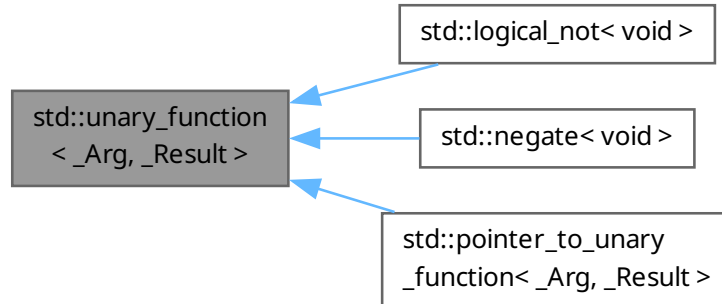 std::logical_not< void >
std::unary_function
< _Arg, _Result >
std::negate< void >
std::pointer_to_unary
_function< _Arg, _Result >